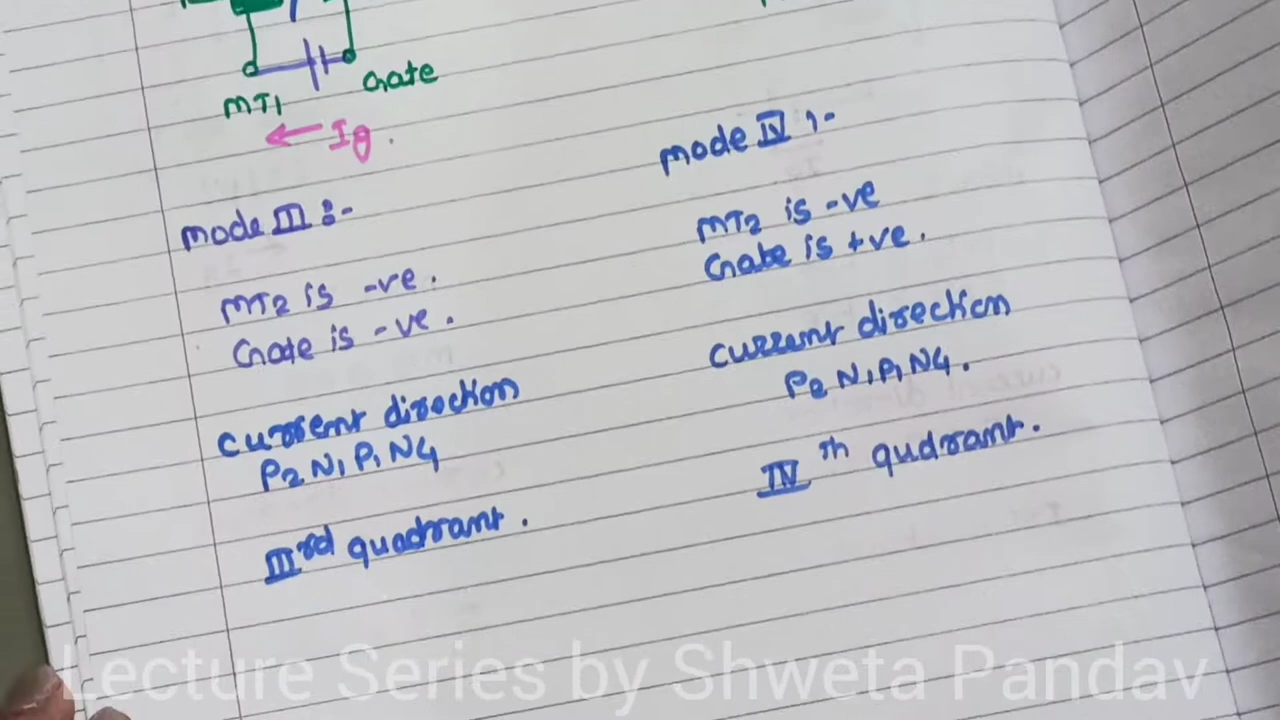 MT1
Gate
Ig.
mode III :-
MT2 is -ve.
Gate is -ve.
current direction
P2 N1 P1 N4
IIIrd quadrant.
mode IV :-
MT2 is -ve
Gate is +ve.
current direction
P2 N1 P1 N4.
IV th qudrant.
Lecture Series by Shweta Pandav